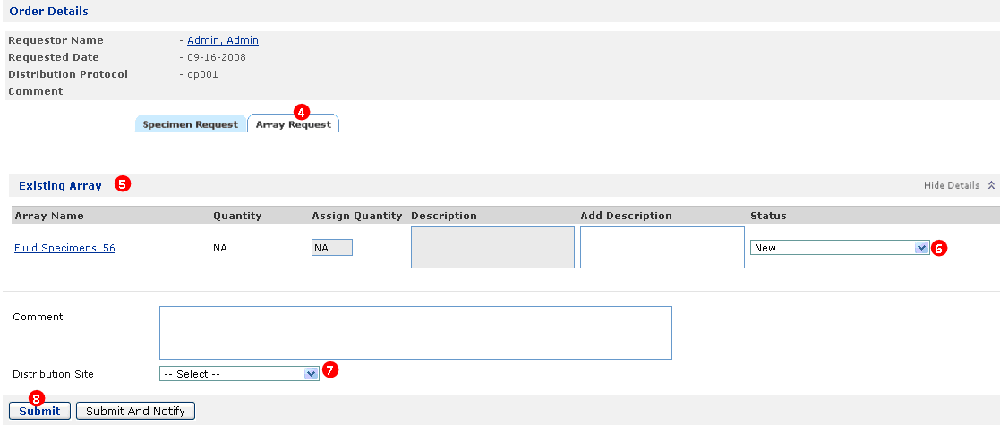 Order Details
Requestor Name - Admin, Admin
Requested Date - 09-16-2008
Distribution Protocol - dp001
Comment
4
Specimen Request Array Request
Existing Array 5 Hide Details
Array Name Quantity Assign Quantity Description Add Description Status
Fluid Specimens_56 NA NA New 6
Comment
Distribution Site -- Select -- 7
8
Submit Submit And Notify